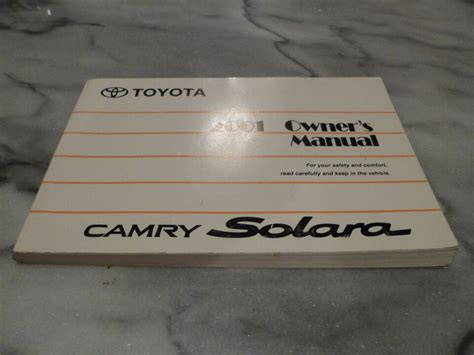 TOYOTA
2001 Owner's
Manual
For your safety and comfort,
read carefully and keep in the vehicle.
CAMRY Solara